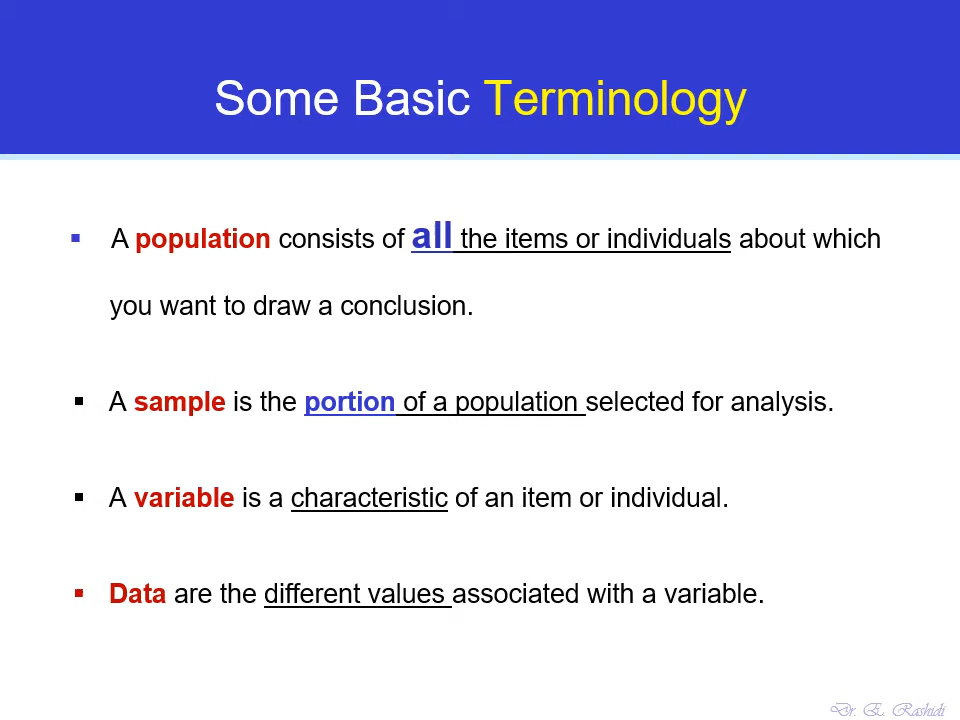 Some Basic Terminology
▪ A population consists of all the items or individuals about which
you want to draw a conclusion.
▪ A sample is the portion of a population selected for analysis.
▪ A variable is a characteristic of an item or individual.
▪ Data are the different values associated with a variable.
Dr. E. Rashidi